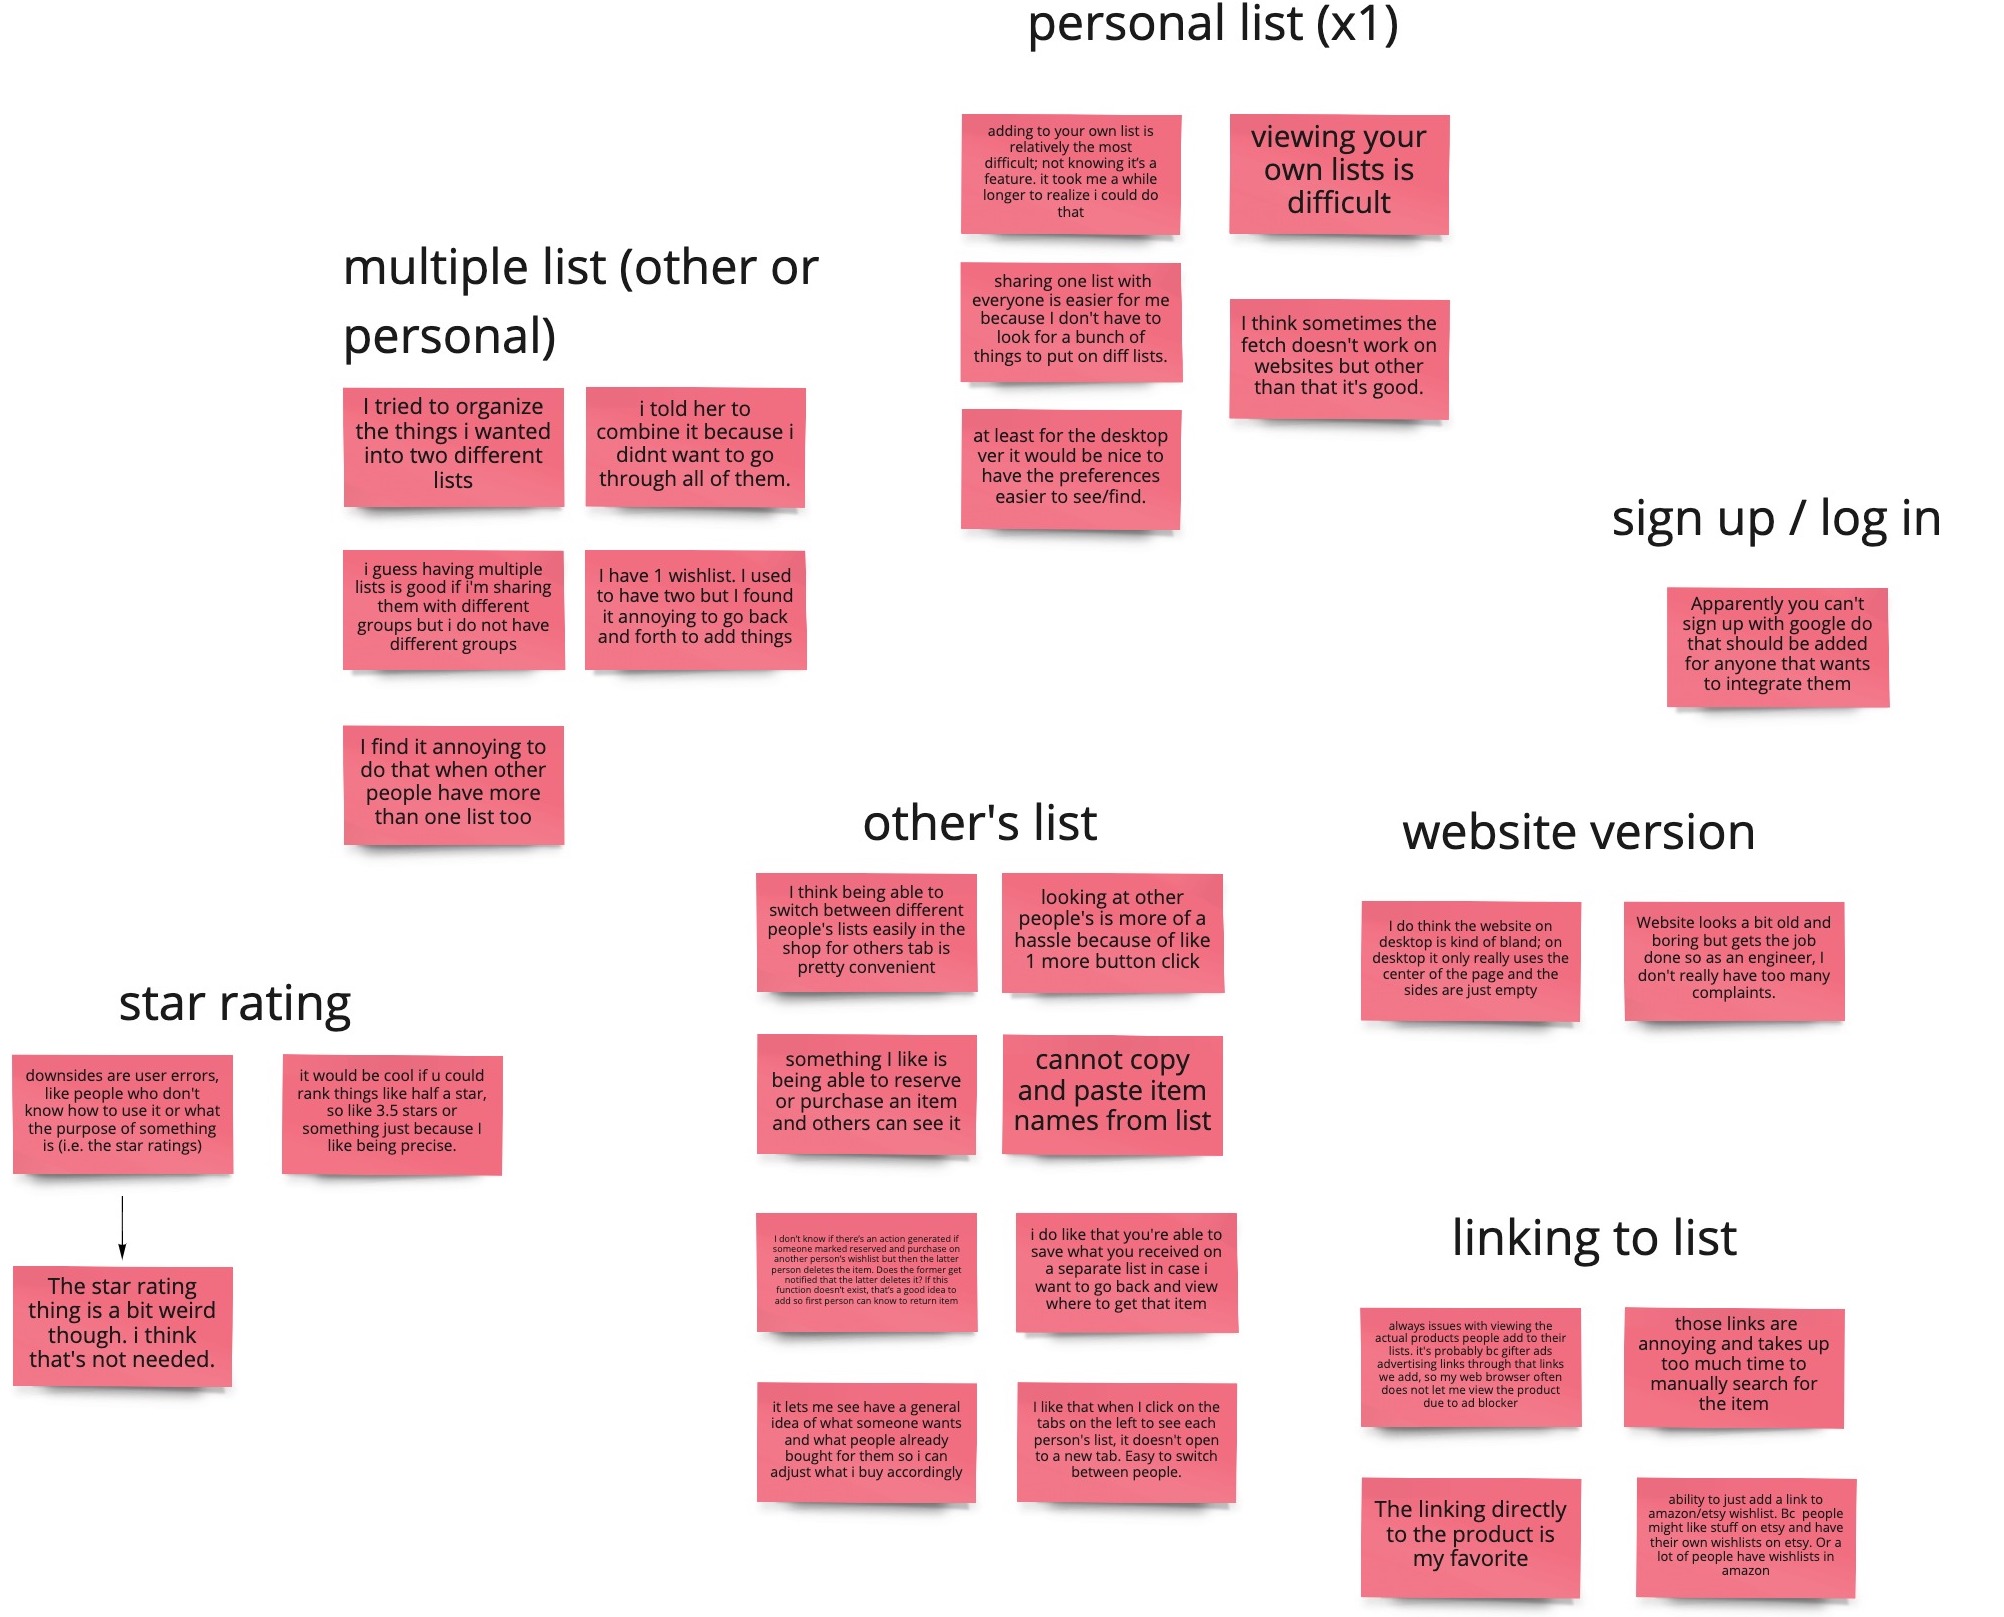 personal list (x1)
adding to your own list is
relatively the most
difficult; not knowing it's a
feature. it took me a while
longer to realize i could do
that
viewing your
own lists is
difficult
sharing one list with
everyone is easier for me
because I don't have to
look for a bunch of
things to put on diff lists.
I think sometimes the
fetch doesn't work on
websites but other
than that it's good.
at least for the desktop
ver it would be nice to
have the preferences
easier to see/find.
multiple list (other or
personal)
I tried to organize
the things i wanted
into two different
lists
i told her to
combine it because i
didnt want to go
through all of them.
i guess having multiple
lists is good if i'm sharing
them with different
groups but i do not have
different groups
I have 1 wishlist. I used
to have two but I found
it annoying to go back
and forth to add things
I find it annoying to
do that when other
people have more
than one list too
sign up / log in
Apparently you can't
sign up with google do
that should be added
for anyone that wants
to integrate them
other's list
I think being able to
switch between different
people's lists easily in the
shop for others tab is
pretty convenient
looking at other
people's is more of a
hassle because of like
1 more button click
something I like is
being able to reserve
or purchase an item
and others can see it
cannot copy
and paste item
names from list
I don't know if there's an action generated if
someone marked reserved and purchase on
another person's wishlist but then the latter
person deletes the item. Does the former get
notified that the latter deletes it? If this
function doesn't exist, that's a good idea to
add so first person can know to return item
i do like that you're able to
save what you received on
a separate list in case i
want to go back and view
where to get that item
it lets me see have a general
idea of what someone wants
and what people already
bought for them so i can
adjust what i buy accordingly
I like that when I click on the
tabs on the left to see each
person's list, it doesn't open
to a new tab. Easy to switch
between people.
website version
I do think the website on
desktop is kind of bland; on
desktop it only really uses the
center of the page and the
sides are just empty
Website looks a bit old and
boring but gets the job
done so as an engineer, I
don't really have too many
complaints.
star rating
downsides are user errors,
like people who don't
know how to use it or what
the purpose of something
is (i.e. the star ratings)
it would be cool if u could
rank things like half a star,
so like 3.5 stars or
something just because I
like being precise.
The star rating
thing is a bit weird
though. i think
that's not needed.
linking to list
always issues with viewing the
actual products people add to their
lists. it's probably bc gifter ads
advertising links through that links
we add, so my web browser often
does not let me view the product
due to ad blocker
those links are
annoying and takes up
too much time to
manually search for
the item
The linking directly
to the product is
my favorite
ability to just add a link to
amazon/etsy wishlist. Bc  people
might like stuff on etsy and have
their own wishlists on etsy. Or a
lot of people have wishlists in
amazon